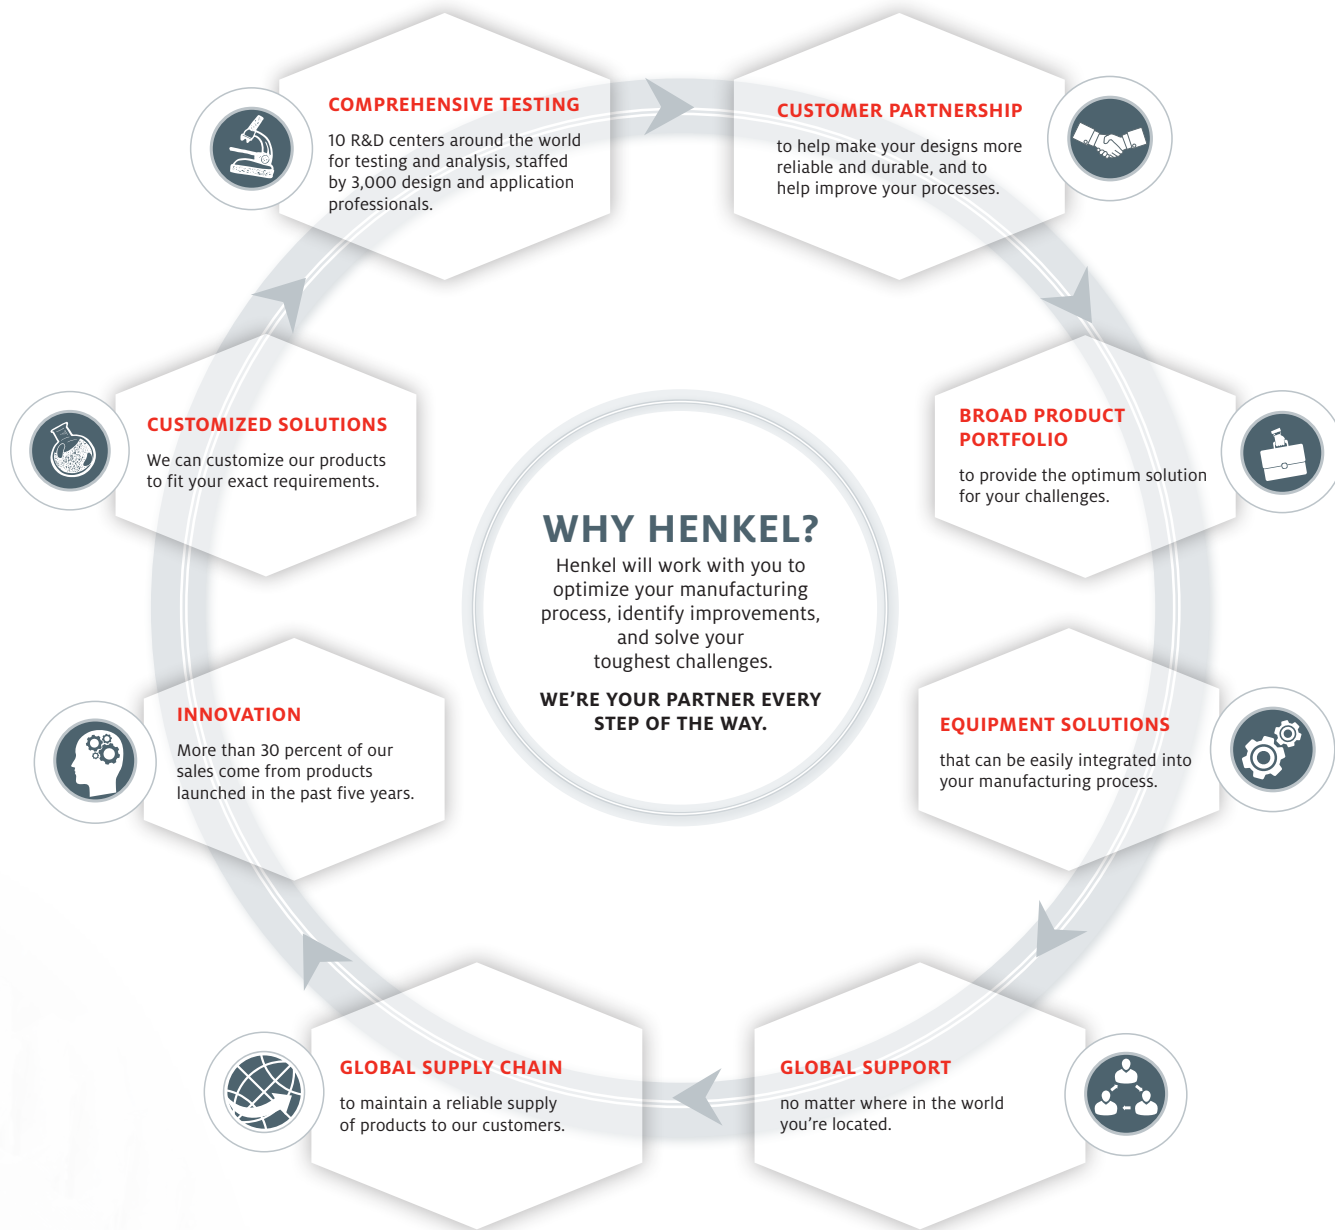 COMPREHENSIVE TESTING
10 R&D centers around the world
for testing and analysis, staffed
by 3,000 design and application
professionals.
CUSTOMER PARTNERSHIP
to help make your designs more
reliable and durable, and to
help improve your processes.
CUSTOMIZED SOLUTIONS
We can customize our products
to fit your exact requirements.
BROAD PRODUCT
PORTFOLIO
to provide the optimum solution
for your challenges.
WHY HENKEL?
Henkel will work with you to
optimize your manufacturing
process, identify improvements,
and solve your
toughest challenges.
WE’RE YOUR PARTNER EVERY
STEP OF THE WAY.
INNOVATION
More than 30 percent of our
sales come from products
launched in the past five years.
EQUIPMENT SOLUTIONS
that can be easily integrated into
your manufacturing process.
GLOBAL SUPPLY CHAIN
to maintain a reliable supply
of products to our customers.
GLOBAL SUPPORT
no matter where in the world
you’re located.